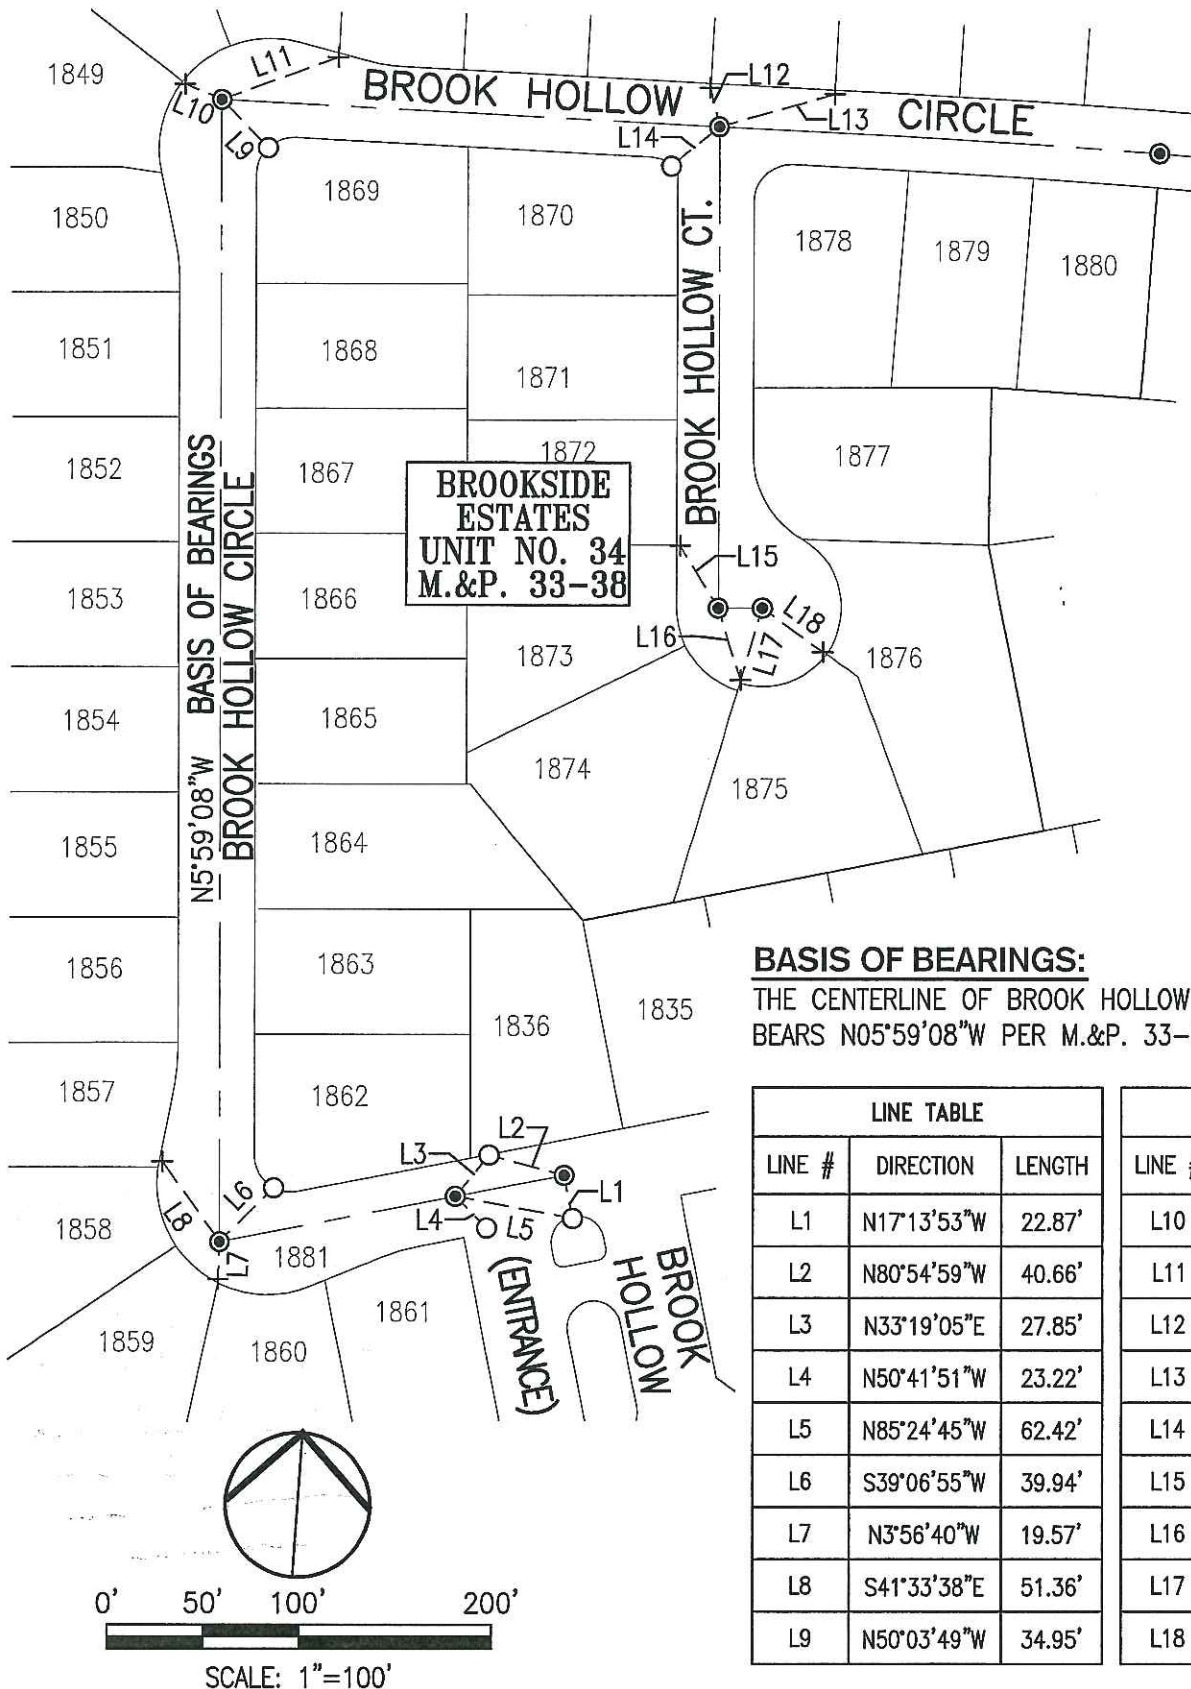 1849
L11
L10
L9
BROOK HOLLOW CIRCLE
L12
L13
L14
1850
1869
1870
1878
1879
1880
1851
1868
1871
BROOK HOLLOW CT.
1852
1867
1872
1877
BROOKSIDE
ESTATES
UNIT NO. 34
M.&P. 33-38
N5°59'08"W BASIS OF BEARINGS
BROOK HOLLOW CIRCLE
L15
L16
L17
L18
1853
1866
1873
1876
1854
1865
1874
1875
1855
1864
1856
1863
1836
1835
1857
1862
L3
L2
L1
L4
L5
L6
L8
L7
1858
1881
1859
1860
1861
(ENTRANCE)
BROOK
HOLLOW
BASIS OF BEARINGS:
THE CENTERLINE OF BROOK HOLLOW
BEARS N05°59'08"W PER M.&P. 33-
LINE TABLE
LINE # DIRECTION LENGTH LINE #
L1 N17°13'53"W 22.87' L10
L2 N80°54'59"W 40.66' L11
L3 N33°19'05"E 27.85' L12
L4 N50°41'51"W 23.22' L13
L5 N85°24'45"W 62.42' L14
L6 S39°06'55"W 39.94' L15
L7 N3°56'40"W 19.57' L16
L8 S41°33'38"E 51.36' L17
L9 N50°03'49"W 34.95' L18
0' 50' 100' 200'
SCALE: 1"=100'